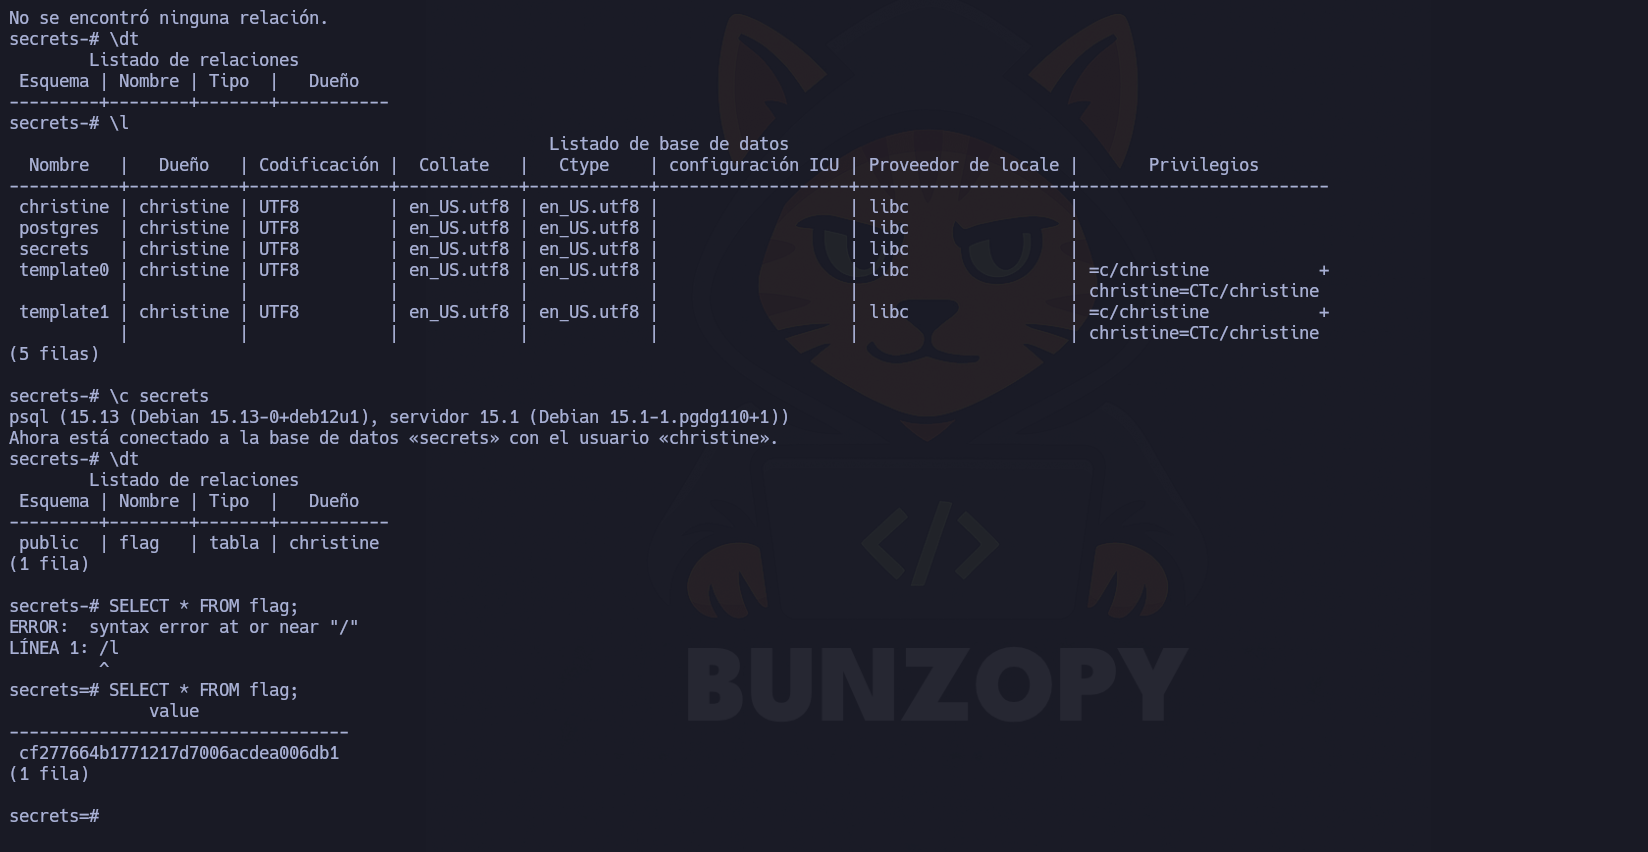 No se encontró ninguna relación.
secrets-# \dt
        Listado de relaciones
 Esquema | Nombre | Tipo  |   Dueño
---------+--------+-------+-----------
secrets-# \l
                                                      Listado de base de datos
  Nombre   |   Dueño   | Codificación |  Collate   |   Ctype    | configuración ICU | Proveedor de locale |       Privilegios
-----------+-----------+--------------+------------+------------+-------------------+---------------------+-------------------------
 christine | christine | UTF8         | en_US.utf8 | en_US.utf8 |                   | libc                |
 postgres  | christine | UTF8         | en_US.utf8 | en_US.utf8 |                   | libc                |
 secrets   | christine | UTF8         | en_US.utf8 | en_US.utf8 |                   | libc                |
 template0 | christine | UTF8         | en_US.utf8 | en_US.utf8 |                   | libc                | =c/christine           +
           |           |              |            |            |                   |                     | christine=CTc/christine
 template1 | christine | UTF8         | en_US.utf8 | en_US.utf8 |                   | libc                | =c/christine           +
           |           |              |            |            |                   |                     | christine=CTc/christine
(5 filas)

secrets-# \c secrets
psql (15.13 (Debian 15.13-0+deb12u1), servidor 15.1 (Debian 15.1-1.pgdg110+1))
Ahora está conectado a la base de datos «secrets» con el usuario «christine».
secrets-# \dt
        Listado de relaciones
 Esquema | Nombre | Tipo  |   Dueño
---------+--------+-------+-----------
 public  | flag   | tabla | christine
(1 fila)

secrets-# SELECT * FROM flag;
ERROR:  syntax error at or near "/"
LÍNEA 1: /l
         ^
secrets=# SELECT * FROM flag;
              value
----------------------------------
 cf277664b1771217d7006acdea006db1
(1 fila)

secrets=#
</>
BUNZOPY